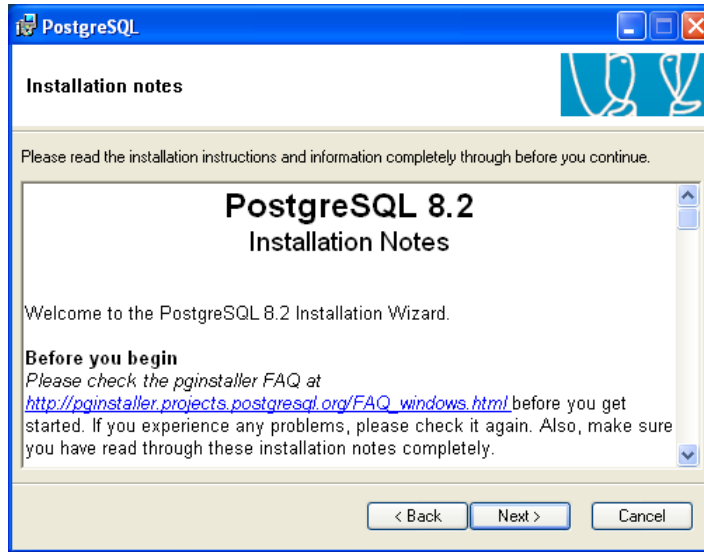 PostgreSQL
Installation notes
Please read the installation instructions and information completely through before you continue.
PostgreSQL 8.2
Installation Notes
Welcome to the PostgreSQL 8.2 Installation Wizard.
Before you begin
Please check the pginstaller FAQ at
http://pginstaller.projects.postgresql.org/FAQ_windows.html before you get
started. If you experience any problems, please check it again. Also, make sure
you have read through these installation notes completely.
< Back
Next >
Cancel